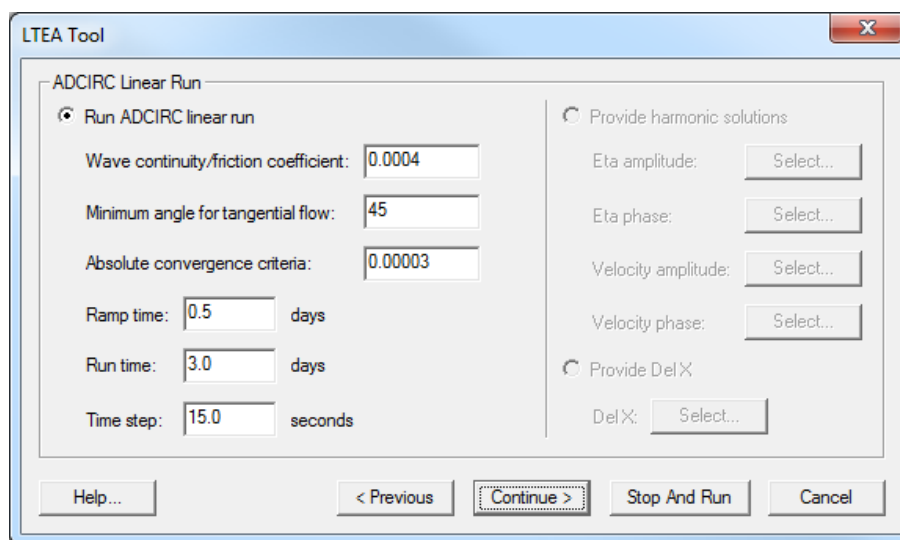 LTEA Tool
X
ADCIRC Linear Run
Run ADCIRC linear run
Wave continuity/friction coefficient: 0.0004
Minimum angle for tangential flow: 45
Absolute convergence criteria: 0.00003
Ramp time: 0.5 days
Run time: 3.0 days
Time step: 15.0 seconds
Provide harmonic solutions
Eta amplitude: Select...
Eta phase: Select...
Velocity amplitude: Select...
Velocity phase: Select...
Provide Del X
Del X: Select...
Help... < Previous Continue > Stop And Run Cancel